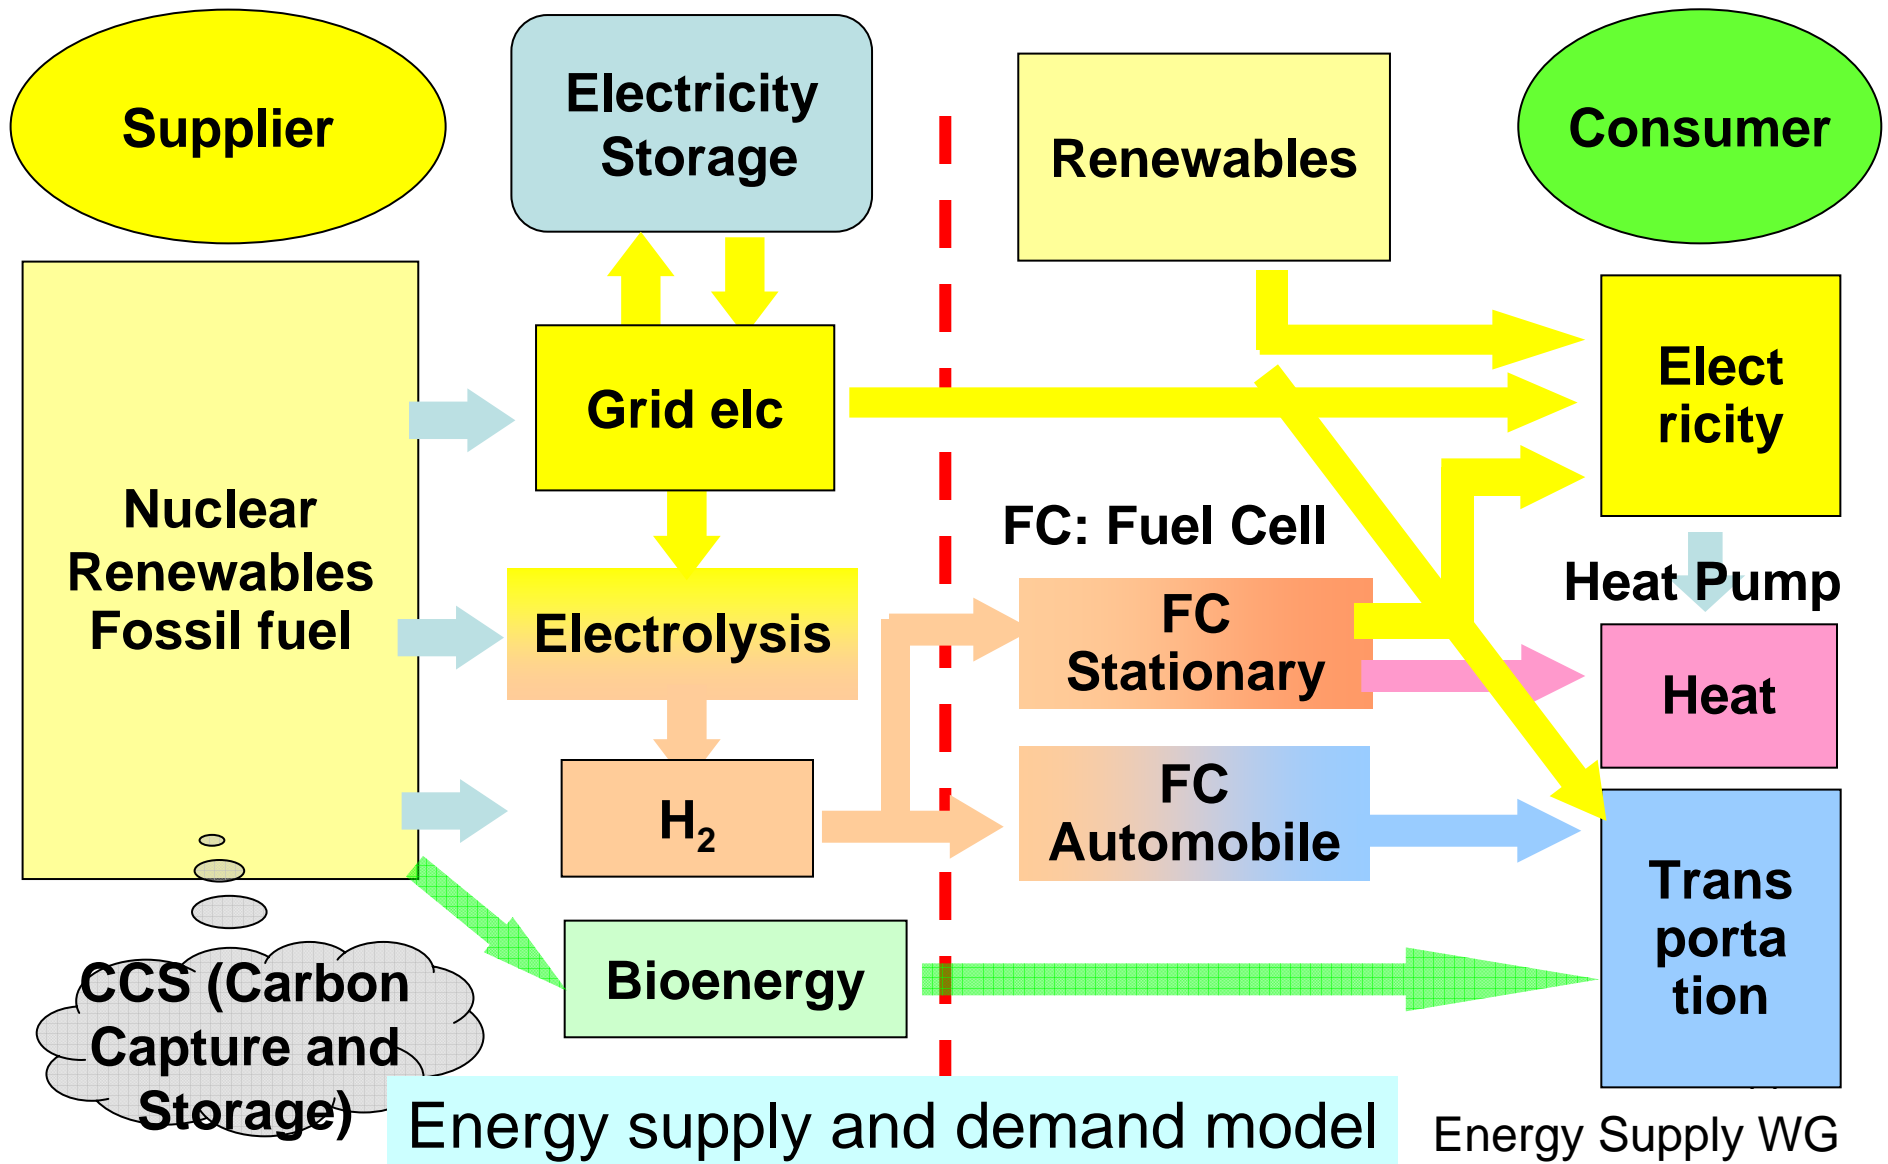 Supplier
Electricity
Storage
Renewables
Consumer
Nuclear
Renewables
Fossil fuel
Grid elc
Elect
ricity
FC: Fuel Cell
Heat Pump
Electrolysis
FC
Stationary
Heat
H₂
FC
Automobile
Trans
porta
tion
Bioenergy
CCS (Carbon
Capture and
Storage)
Energy supply and demand model
Energy Supply WG